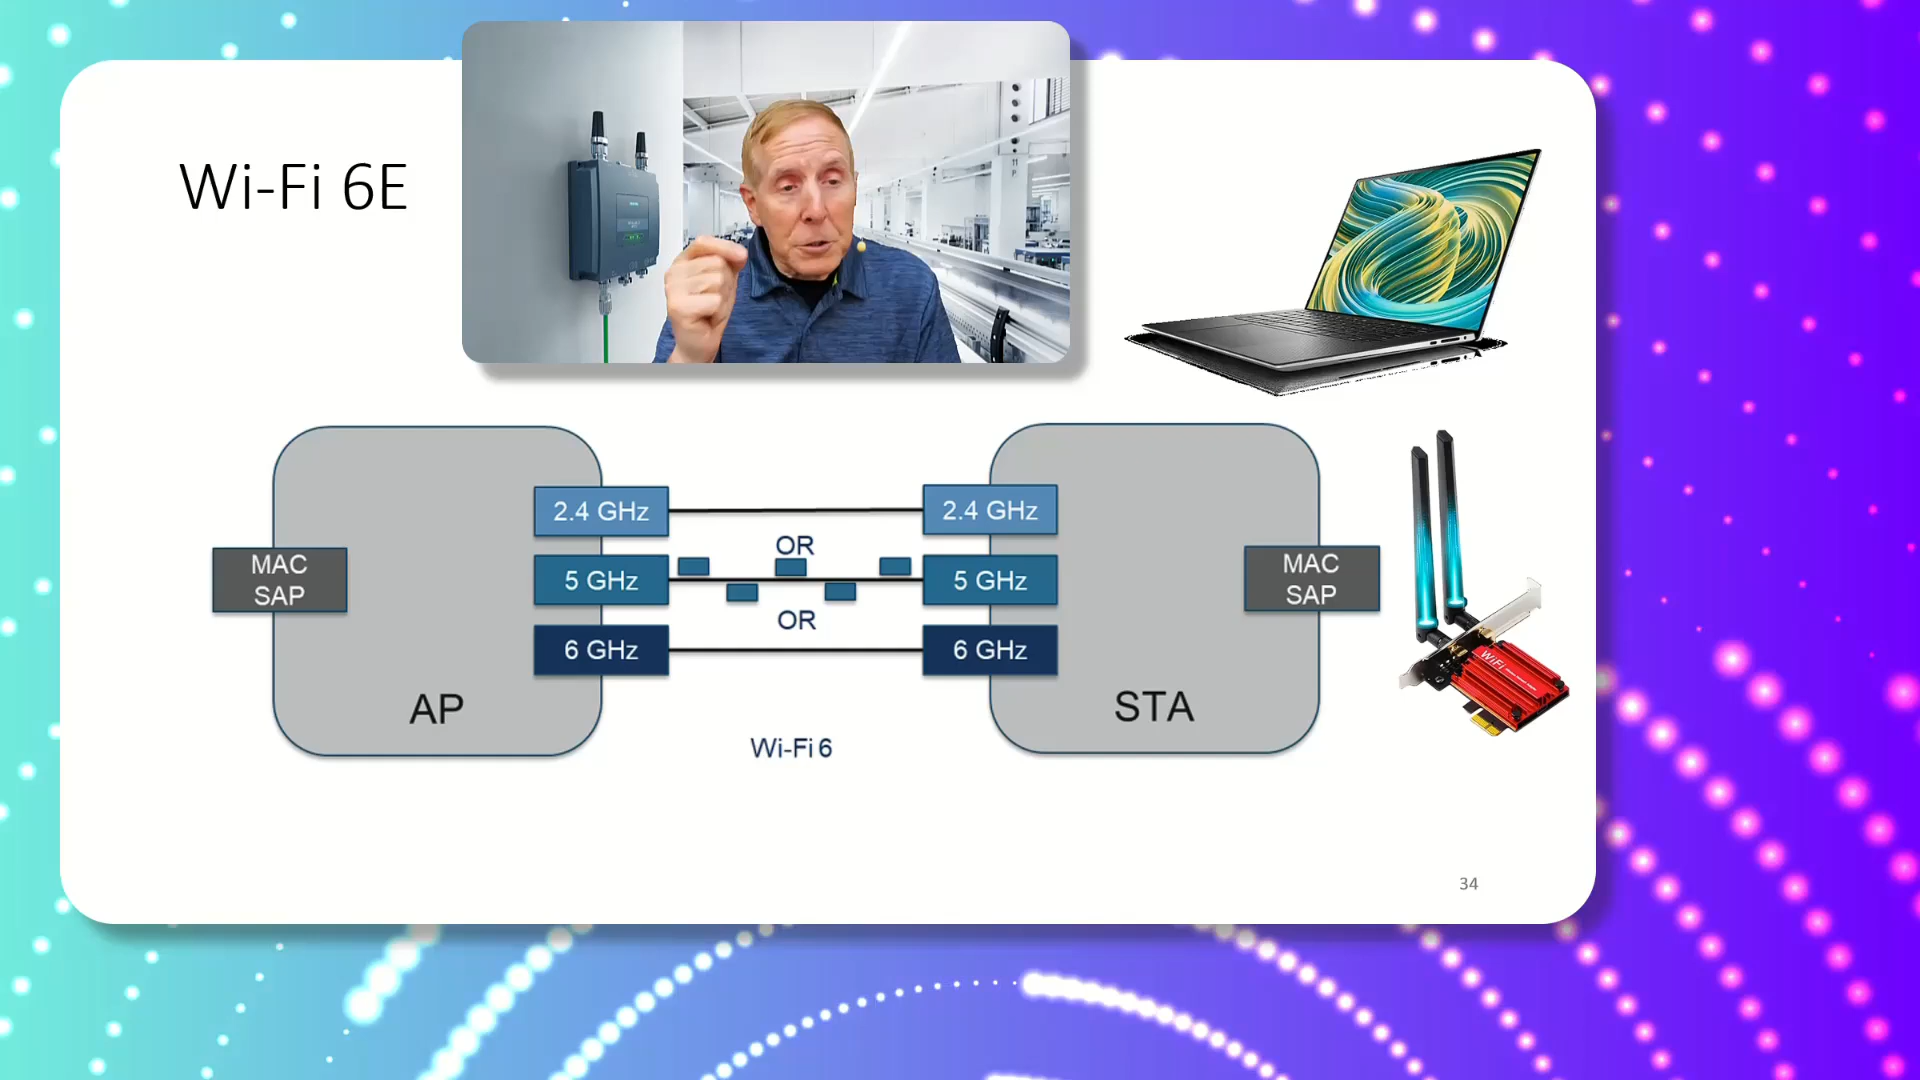 Wi-Fi 6E
2.4 GHz
2.4 GHz
OR
MAC
SAP
5 GHz
5 GHz
MAC
SAP
OR
6 GHz
6 GHz
AP
STA
Wi-Fi 6
WiFi
34